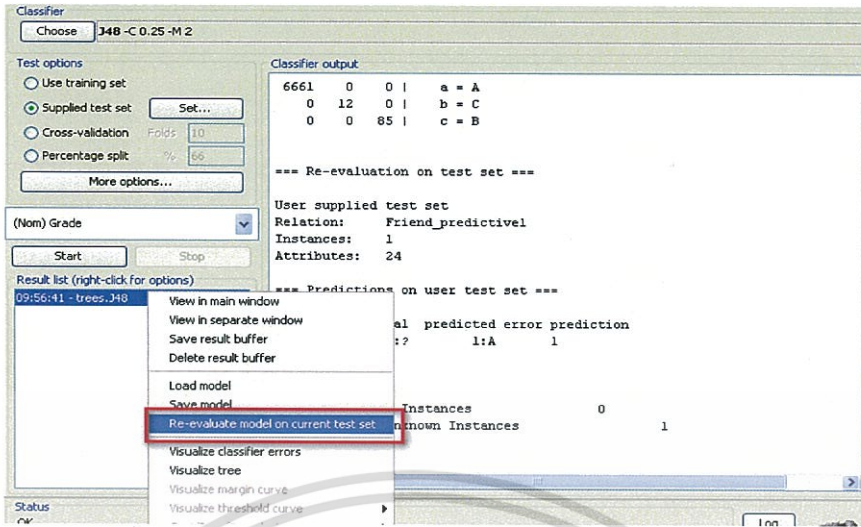 Classifier
Choose J48 -C 0.25 -M 2
Test options
Use training set
Supplied test set Set...
Cross-validation Folds 10
Percentage split % 66
More options...
(Nom) Grade
Start Stop
Result list (right-click for options)
09:56:41 - trees.J48
Classifier output
6661 0 0 | a = A
0 12 0 | b = C
0 0 85 | c = B
=== Re-evaluation on test set ===
User supplied test set
Relation: Friend_predictive1
Instances: 1
Attributes: 24
=== Predictions on user test set ===
al predicted error prediction
:? 1:A 1
Instances 0
nknown Instances 1
View in main window
View in separate window
Save result buffer
Delete result buffer
Load model
Save model
Re-evaluate model on current test set
Visualize classifier errors
Visualize tree
Visualize margin curve
Visualize threshold curve
Status
OK
Log